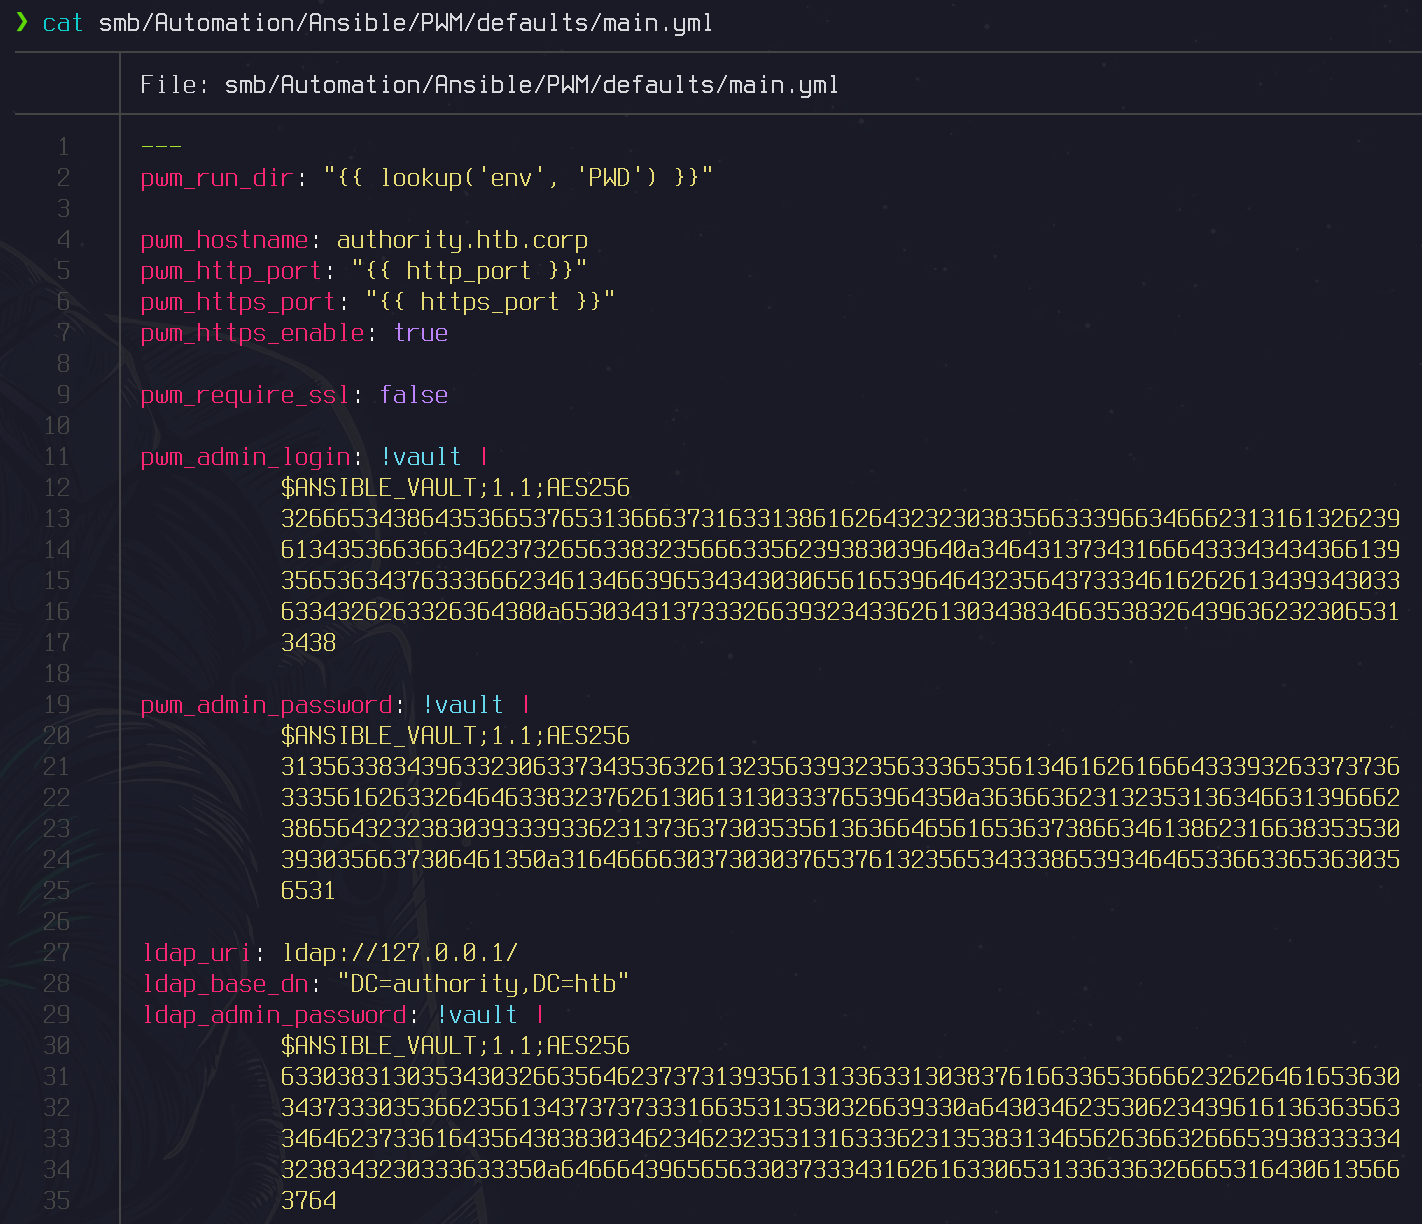 ❯ cat smb/Automation/Ansible/PWM/defaults/main.yml
File: smb/Automation/Ansible/PWM/defaults/main.yml
1 ---
2 pwm_run_dir: "{{ lookup('env', 'PWD') }}"
3
4 pwm_hostname: authority.htb.corp
5 pwm_http_port: "{{ http_port }}"
6 pwm_https_port: "{{ https_port }}"
7 pwm_https_enable: true
8
9 pwm_require_ssl: false
10
11 pwm_admin_login: !vault |
12 $ANSIBLE_VAULT;1.1;AES256
13 32666534386435366537653136663731633138616264323230383566333966346662313161326239
14 6134353663663462373265633832356663356239383039640a346431373431666433343434366139
15 35653634376333666234613466396534343030656165396464323564373334616262613439343033
16 6334326263326364380a653034313733326639323433626130343834663538326439636232306531
17 3438
18
19 pwm_admin_password: !vault |
20 $ANSIBLE_VAULT;1.1;AES256
21 31356338343963323063373435363261323563393235633365356134616261666433393263373736
22 3335616263326464633832376261306131303337653964350a363663623132353136346631396662
23 38656432323830393339336231373637303535613636646561653637386634613862316638353530
24 3930356637306461350a316466663037303037653761323565343338653934646533663365363035
25 6531
26
27 ldap_uri: ldap://127.0.0.1/
28 ldap_base_dn: "DC=authority,DC=htb"
29 ldap_admin_password: !vault |
30 $ANSIBLE_VAULT;1.1;AES256
31 63303831303534303266356462373731393561313363313038376166336536666232626461653630
32 3437333035366235613437373733316635313530326639330a643034623530623439616136363563
33 34646237336164356438383034623462323531316333623135383134656263663266653938333334
34 3238343230333633350a646664396565633037333431626163306531336336326665316430613566
35 3764